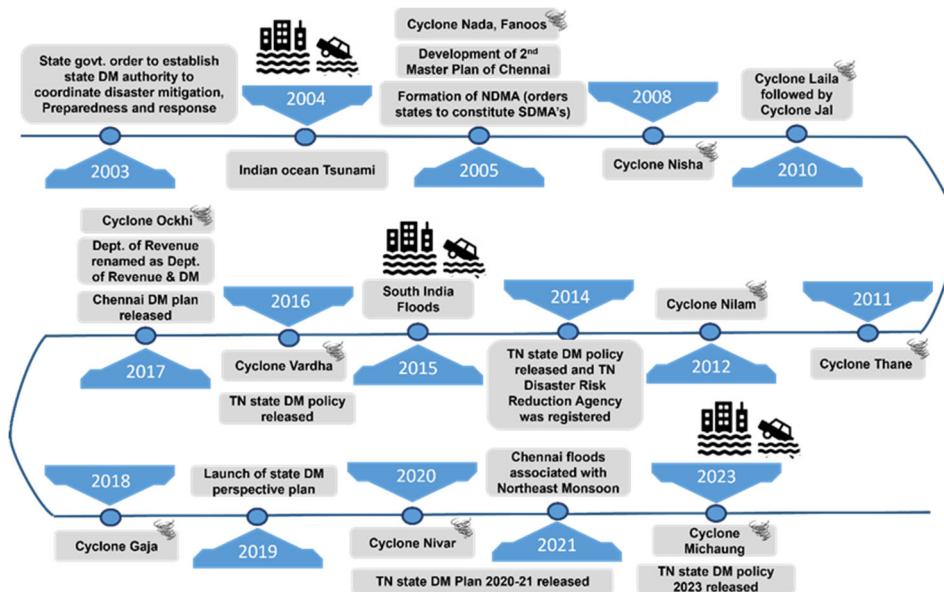 State govt. order to establish
state DM authority to
coordinate disaster mitigation,
Preparedness and response
2003
2004
Indian ocean Tsunami
Cyclone Nada, Fanoos
Development of 2nd
Master Plan of Chennai
Formation of NDMA (orders
states to constitute SDMA's)
2005
2008
Cyclone Nisha
Cyclone Laila
followed by
Cyclone Jal
2010
2011
Cyclone Thane
Cyclone Nilam
2012
2014
TN state DM policy
released and TN
Disaster Risk
Reduction Agency
was registered
South India
Floods
2015
2016
Cyclone Vardha
TN state DM policy
released
Cyclone Ockhi
Dept. of Revenue
renamed as Dept.
of Revenue & DM
Chennai DM plan
released
2017
2018
Cyclone Gaja
Launch of state DM
perspective plan
2019
2020
Cyclone Nivar
TN state DM Plan 2020-21 released
Chennai floods
associated with
Northeast Monsoon
2021
2023
Cyclone
Michaung
TN state DM policy
2023 released